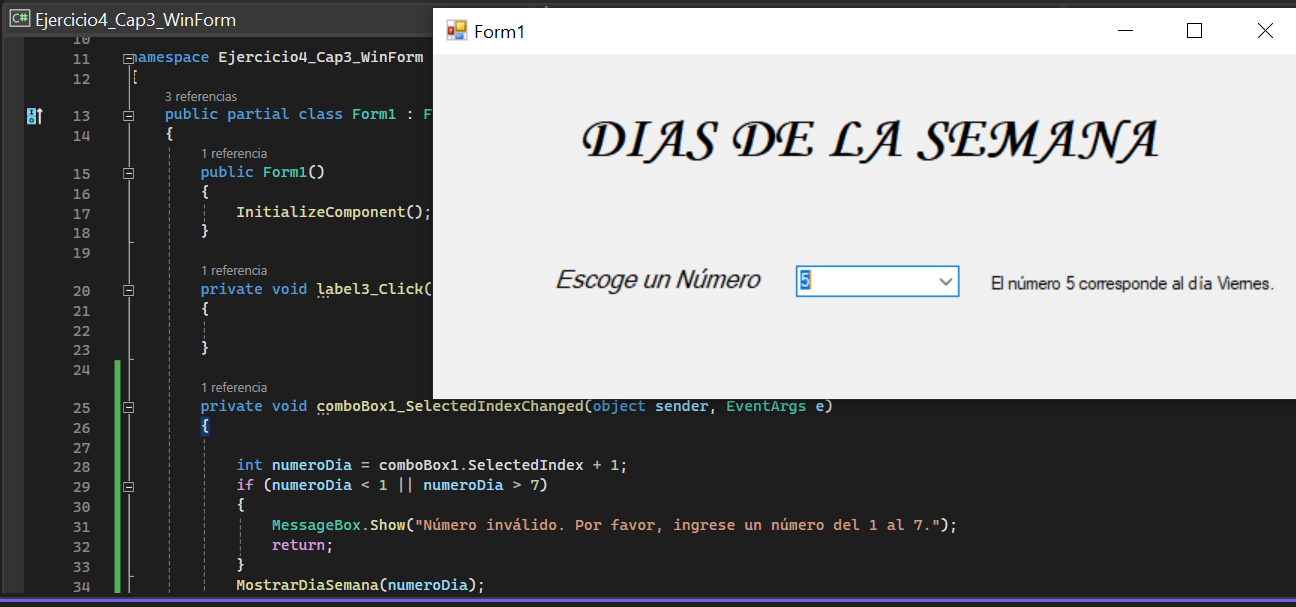 C# Ejercicio4_Cap3_WinForm
10
11 namespace Ejercicio4_Cap3_WinForm
12 {
3 referencias
13 public partial class Form1 : F
14 {
1 referencia
15 public Form1()
16 {
17 InitializeComponent();
18 }
19
1 referencia
20 private void label3_Click(
21 {
22
23 }
24
1 referencia
25 private void comboBox1_SelectedIndexChanged(object sender, EventArgs e)
26 {
27
28 int numeroDia = comboBox1.SelectedIndex + 1;
29 if (numeroDia < 1 || numeroDia > 7)
30 {
31 MessageBox.Show("Número inválido. Por favor, ingrese un número del 1 al 7.");
32 return;
33 }
34 MostrarDiaSemana(numeroDia);
Form1
DIAS DE LA SEMANA
Escoge un Número 5 El número 5 corresponde al día Viernes.